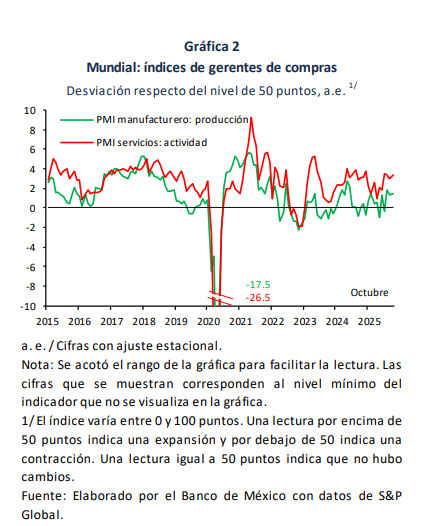 Gráfica 2
Mundial: índices de gerentes de compras
Desviación respecto del nivel de 50 puntos, a.e. 1/
10
8
6
4
2
0
-2
-4
-6
-8
-10
PMI manufacturero: producción
PMI servicios: actividad
-17.5
-26.5
Octubre
2015 2016 2017 2018 2019 2020 2021 2022 2023 2024 2025
a. e. / Cifras con ajuste estacional.
Nota: Se acotó el rango de la gráfica para facilitar la lectura. Las
cifras que se muestran corresponden al nivel mínimo del
indicador que no se visualiza en la gráfica.
1/ El índice varía entre 0 y 100 puntos. Una lectura por encima de
50 puntos indica una expansión y por debajo de 50 indica una
contracción. Una lectura igual a 50 puntos indica que no hubo
cambios.
Fuente: Elaborado por el Banco de México con datos de S&P
Global.